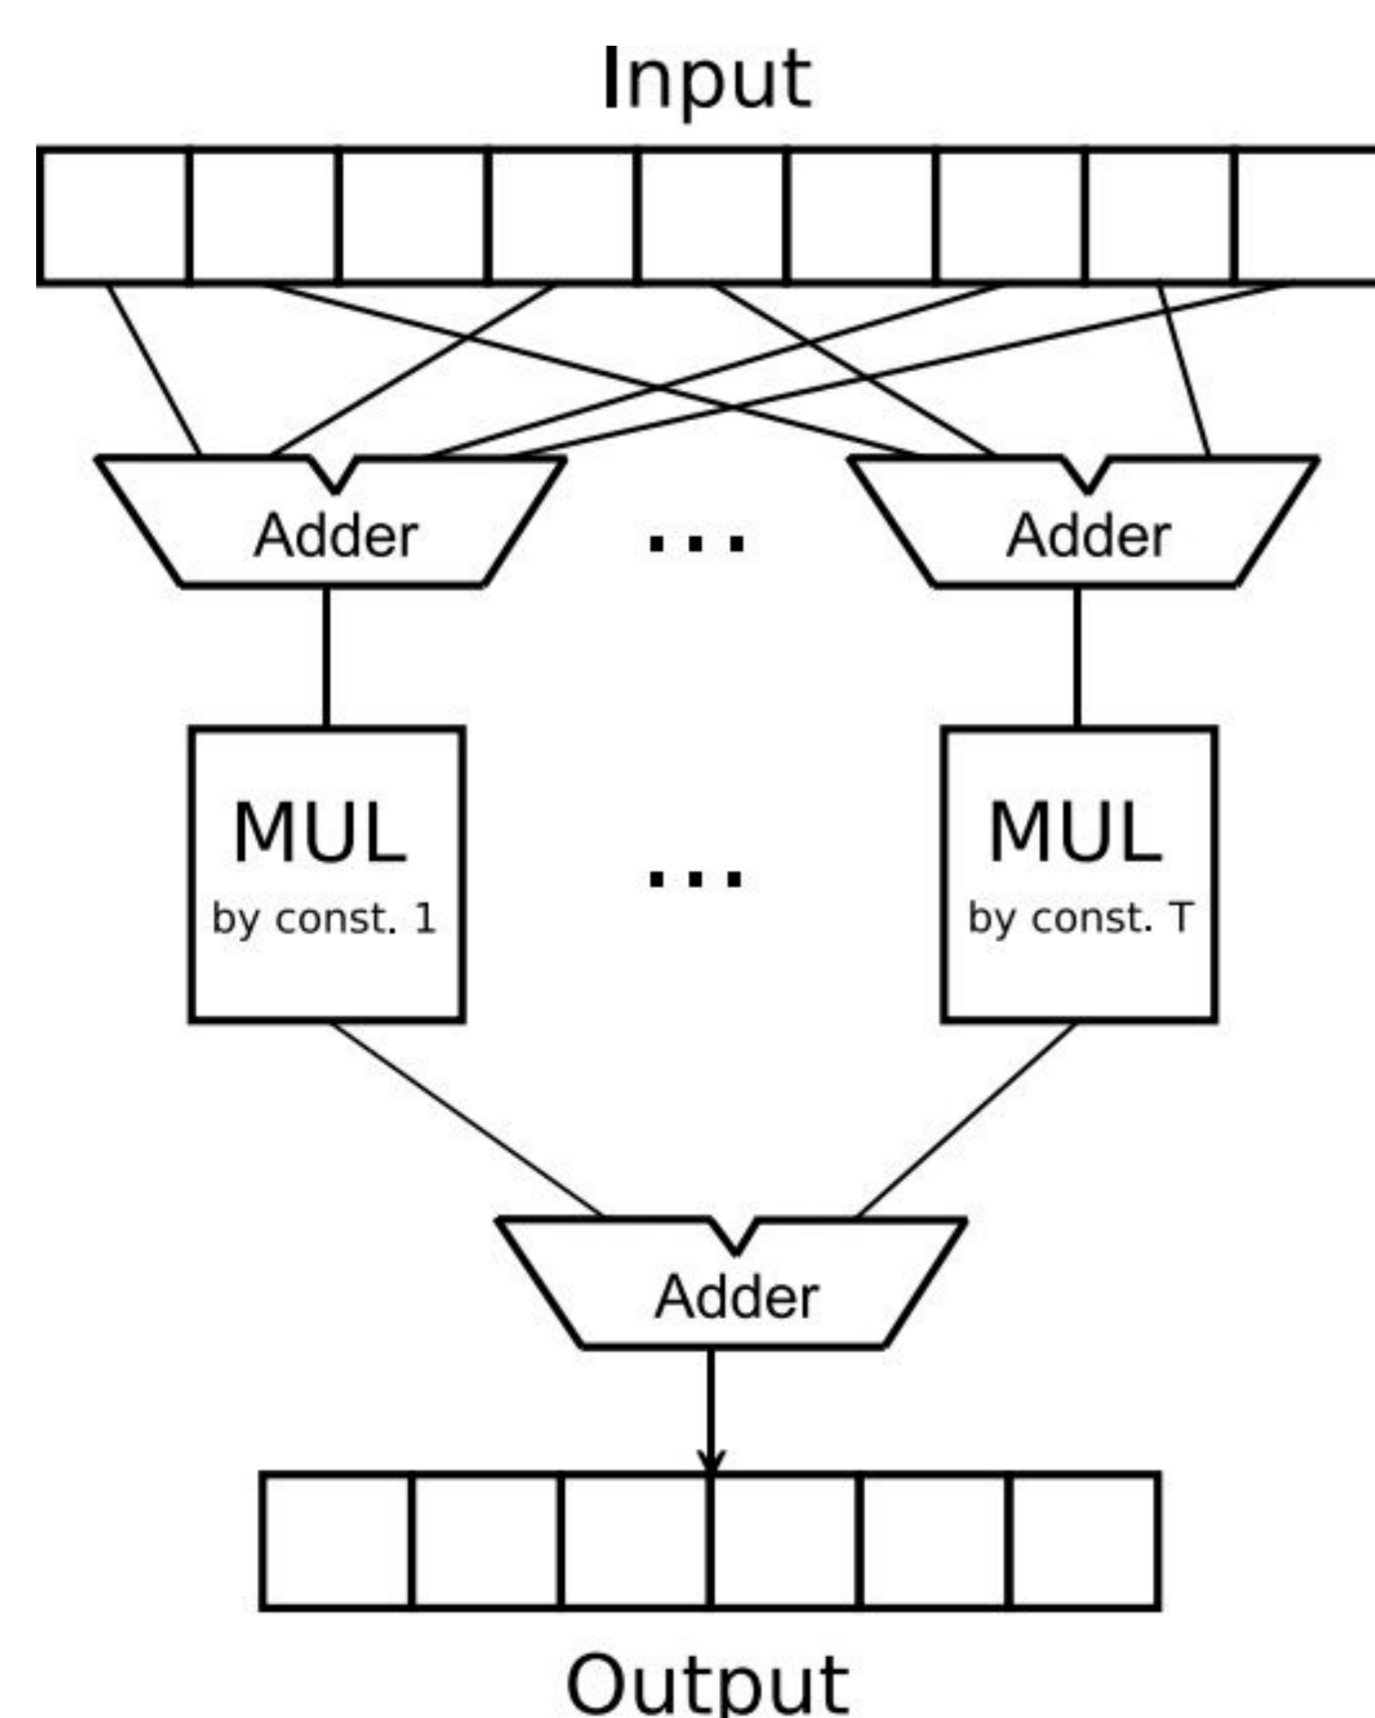 Input
Adder
...
Adder
MUL
by const. 1
...
MUL
by const. T
Adder
Output